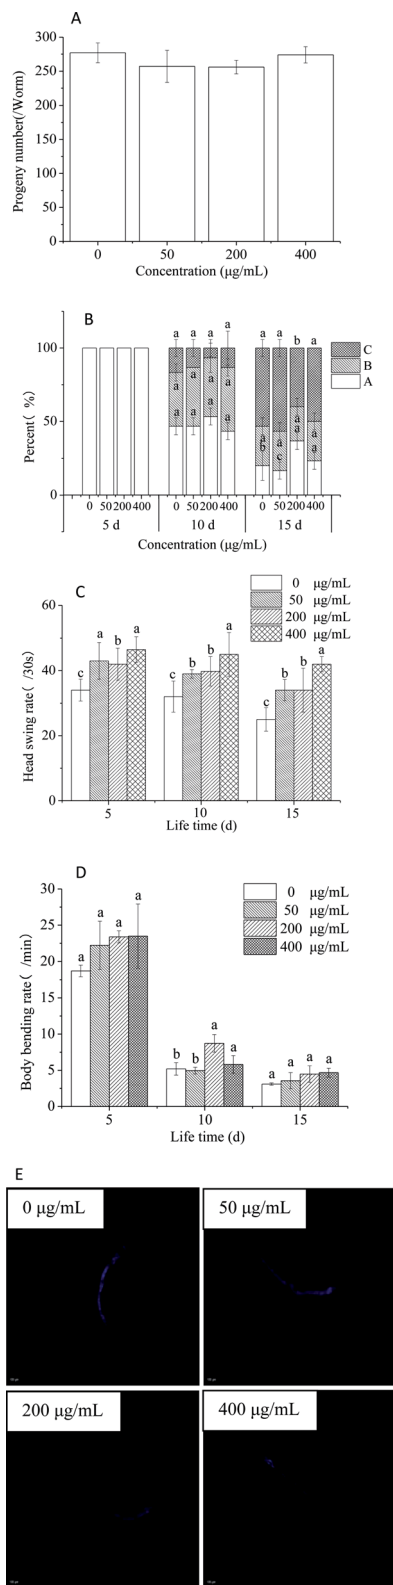 A
300
250
200
150
100
50
0
Progeny number(/Worm)
0 50 200 400
Concentration (μg/mL)
B
a a a a a a a a a a b a
C
B
A
100
50
0
Percent( %)
a a a a
a a a a
a a a a
b c a a
0 50 200 400 0 50 200 400 0 50 200 400
5 d 10 d 15 d
Concentration (μg/mL)
C
0 μg/mL
50 μg/mL
200 μg/mL
400 μg/mL
60
40
20
0
Head swing rate( /30s)
c a b a c b b a c b b a
5 10 15
Life time (d)
D
0 μg/mL
50 μg/mL
200 μg/mL
400 μg/mL
30
25
20
15
10
5
0
Body bending rate( /min)
a a a a b b a b a a a a
5 10 15
Life time (d)
E
0 μg/mL
50 μg/mL
200 μg/mL
400 μg/mL